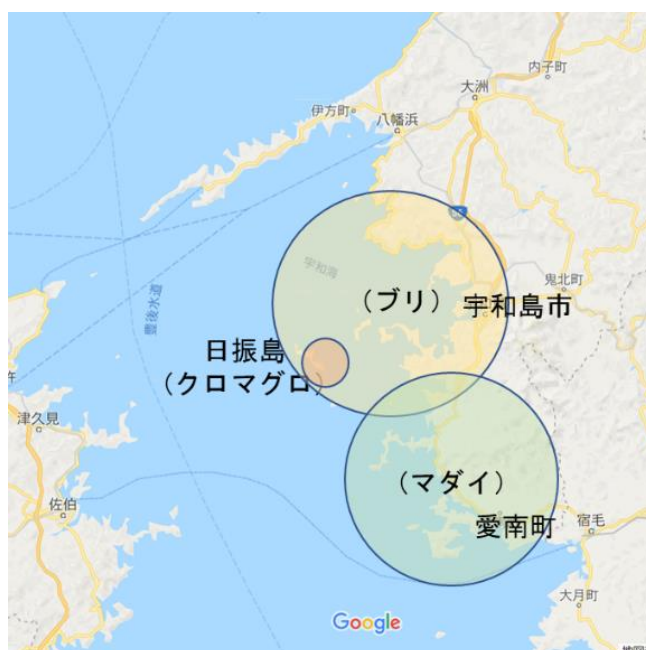 内子町
大洲
伊方町
八幡浜
宇和海
鬼北町
（ブリ）
宇和島市
豊後水道
日振島
（クロマグロ）
津久見
（マダイ）
佐伯
愛南町
宿毛
大月町
Google